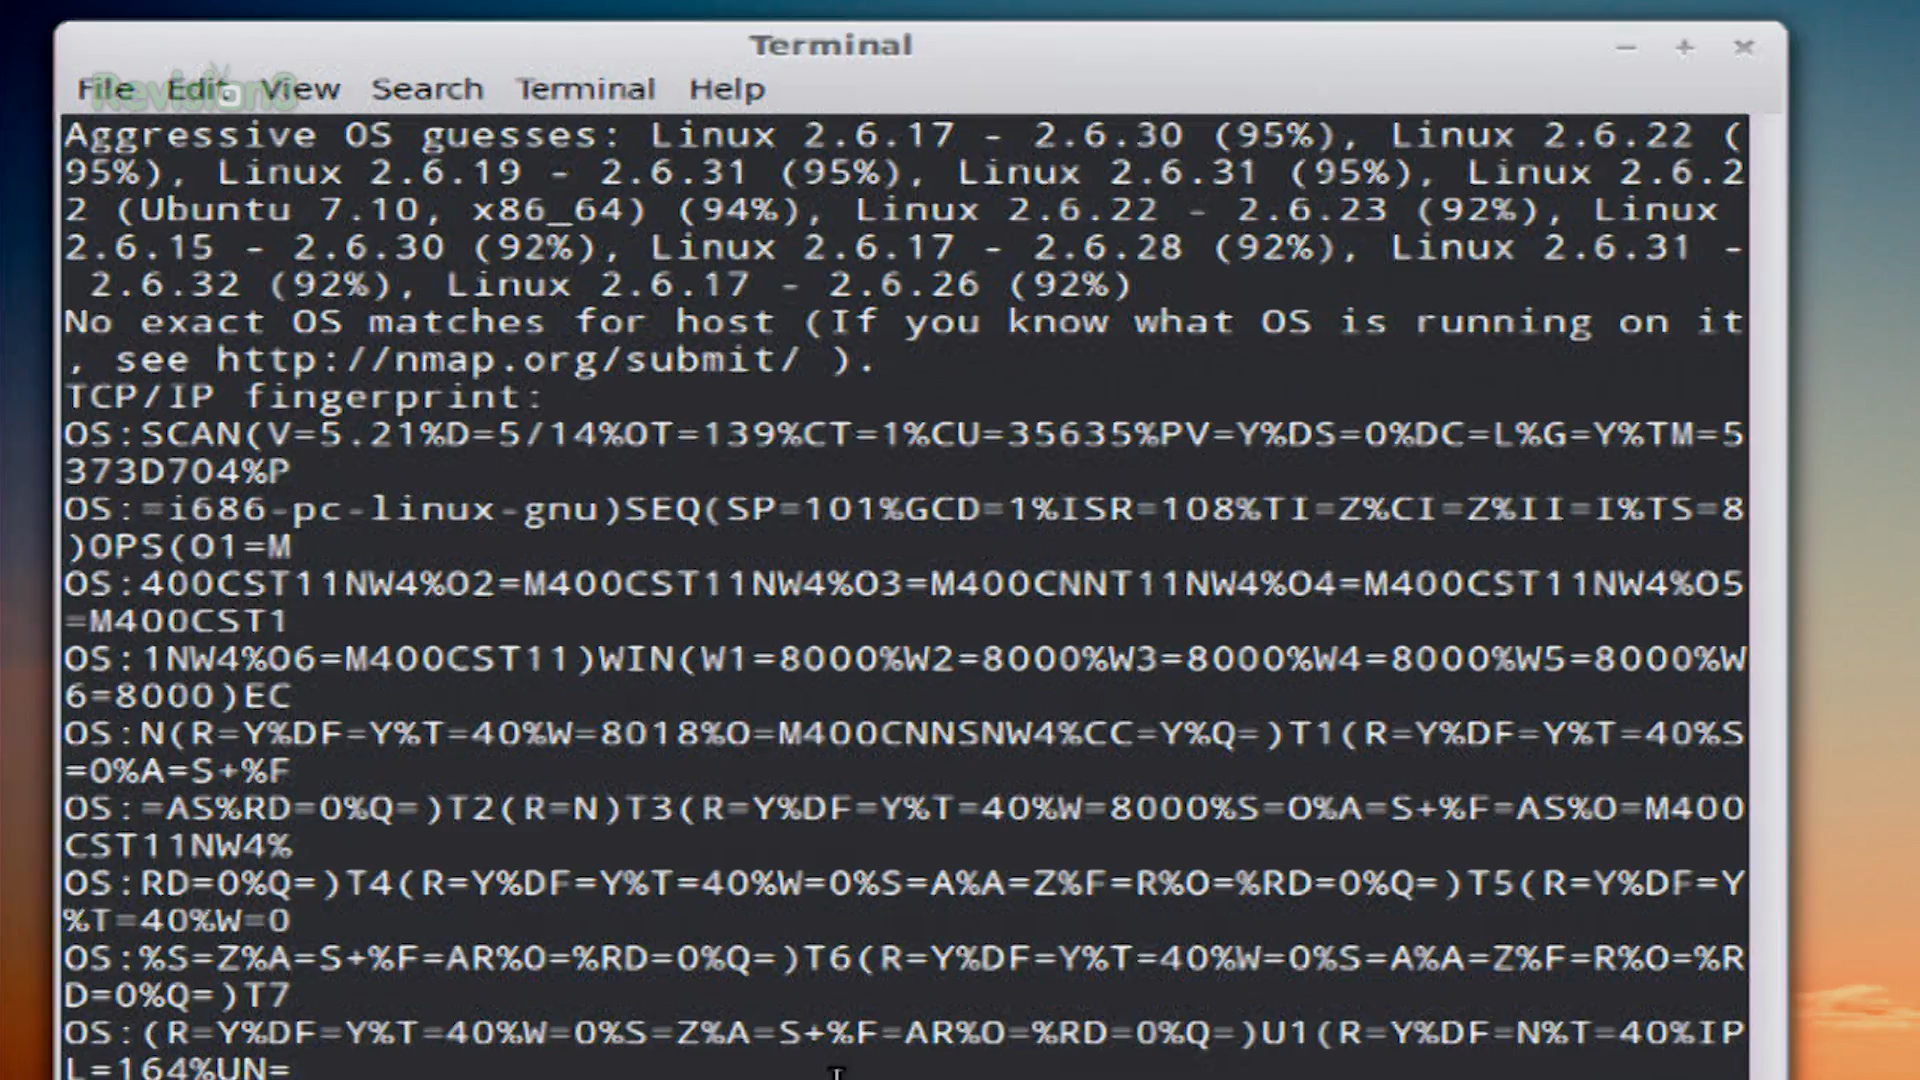 Terminal
Revision3
File Edit View Search Terminal Help
Aggressive OS guesses: Linux 2.6.17 - 2.6.30 (95%), Linux 2.6.22 (
95%), Linux 2.6.19 - 2.6.31 (95%), Linux 2.6.31 (95%), Linux 2.6.2
2 (Ubuntu 7.10, x86_64) (94%), Linux 2.6.22 - 2.6.23 (92%), Linux
2.6.15 - 2.6.30 (92%), Linux 2.6.17 - 2.6.28 (92%), Linux 2.6.31 -
2.6.32 (92%), Linux 2.6.17 - 2.6.26 (92%)
No exact OS matches for host (If you know what OS is running on it
, see http://nmap.org/submit/ ).
TCP/IP fingerprint:
OS:SCAN(V=5.21%D=5/14%OT=139%CT=1%CU=35635%PV=Y%DS=0%DC=L%G=Y%TM=5
373D704%P
OS:=i686-pc-linux-gnu)SEQ(SP=101%GCD=1%ISR=108%TI=Z%CI=Z%II=I%TS=8
)OPS(O1=M
OS:400CST11NW4%O2=M400CST11NW4%O3=M400CNNT11NW4%O4=M400CST11NW4%O5
=M400CST1
OS:1NW4%O6=M400CST11)WIN(W1=8000%W2=8000%W3=8000%W4=8000%W5=8000%W
6=8000)EC
OS:N(R=Y%DF=Y%T=40%W=8018%O=M400CNNSNW4%CC=Y%Q=)T1(R=Y%DF=Y%T=40%S
=O%A=S+%F
OS:=AS%RD=0%Q=)T2(R=N)T3(R=Y%DF=Y%T=40%W=8000%S=O%A=S+%F=AS%O=M400
CST11NW4%
OS:RD=0%Q=)T4(R=Y%DF=Y%T=40%W=0%S=A%A=Z%F=R%O=%RD=0%Q=)T5(R=Y%DF=Y
%T=40%W=0
OS:%S=Z%A=S+%F=AR%O=%RD=0%Q=)T6(R=Y%DF=Y%T=40%W=0%S=A%A=Z%F=R%O=%R
D=0%Q=)T7
OS:(R=Y%DF=Y%T=40%W=0%S=Z%A=S+%F=AR%O=%RD=0%Q=)U1(R=Y%DF=N%T=40%IP
L=164%UN=